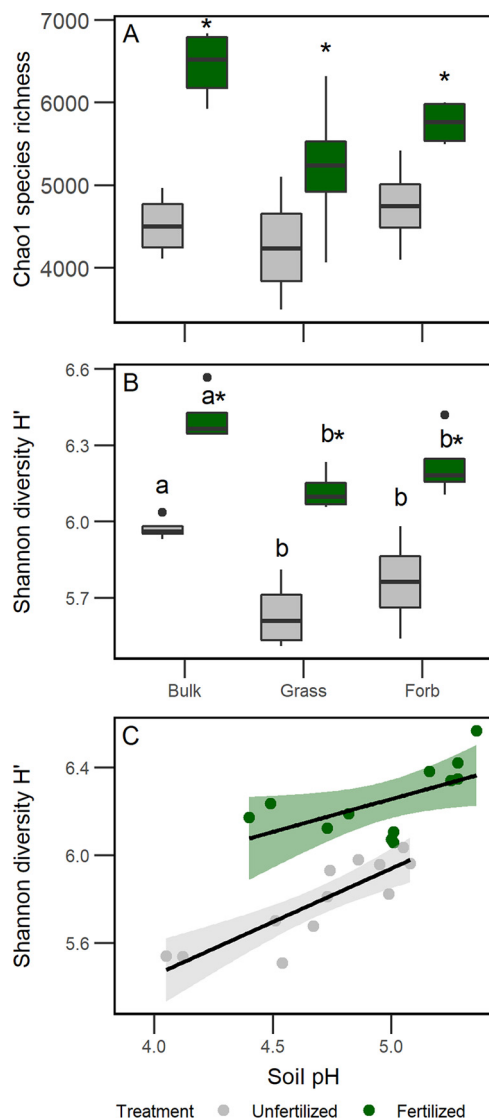 A
Chao1 species richness
7000
6000
5000
4000
*
*
*
B
Shannon diversity H'
6.6
6.3
6.0
5.7
a
a*
b
b*
b
b*
Bulk Grass Forb
C
Shannon diversity H'
6.4
6.0
5.6
4.0 4.5 5.0
Soil pH
Treatment Unfertilized Fertilized